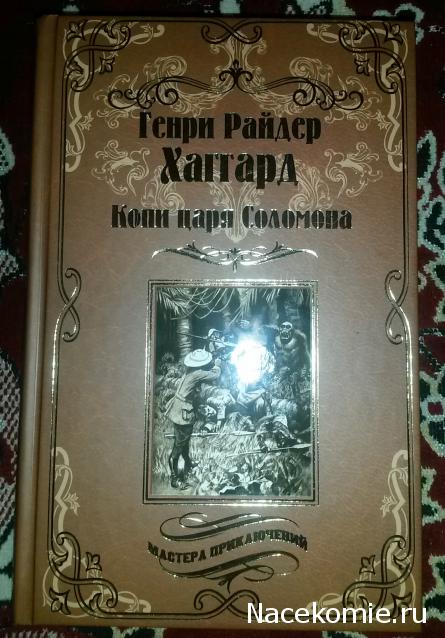 Генри Райдер
Хаггард
Копи царя Соломона
МАСТЕРА ПРИКЛЮЧЕНИЙ
Nacekomie.ru